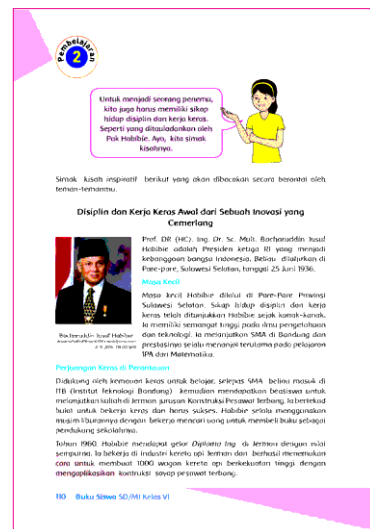 Pembelajaran
2
Untuk menjadi seorang penemu,
kita juga harus memiliki sikap
hidup disiplin dan kerja keras.
Seperti yang ditauladankan oleh
Pak Habibie. Ayo, kita simak
kisahnya.
Simak kisah inspiratif berikut yang akan dibacakan secara berantai oleh
teman-temanmu.
Disiplin dan Kerja Keras Awal dari Sebuah Inovasi yang
Cemerlang
Prof. DR (HC). Ing. Dr. Sc. Mult. Bacharuddin Jusuf
Habibie adalah Presiden ketiga RI yang menjadi
kebanggaan bangsa Indonesia. Beliau dilahirkan di
Pare-pare, Sulawesi Selatan, tanggal 25 Juni 1936.
Masa Kecil
Masa kecil Habibie dilalui di Pare-Pare Provinsi
Sulawesi Selatan. Sikap hidup disiplin dan kerja
keras telah ditunjukkan Habibie sejak kanak-kanak.
Ia memiliki semangat tinggi pada ilmu pengetahuan
dan teknologi. Ia melanjutkan SMA di Bandung dan
prestasinya selalu menonjol terutama pada pelajaran
IPA dan Matematika.
Bacharuddin Jusuf Habibie
Perjuangan Keras di Perantauan
Didukung oleh kemauan keras untuk belajar, selepas SMA beliau masuk di
ITB (Institut Teknologi Bandung) kemudian mendapatkan beasiswa untuk
melanjutkan kuliah di Jerman jurusan Konstruksi Pesawat Terbang. Ia bertekad
bulat untuk bekerja keras dan harus sukses. Habibie selalu menggunakan
musim liburannya dengan bekerja mencari uang untuk membeli buku sebagai
pendukung sekolahnya.
Tahun 1960, Habibie mendapat gelar Diploma Ing di Jerman dengan nilai
sempurna. Ia bekerja di industri kereta api Jerman dan berhasil menemukan
cara untuk membuat 1000 wagon kereta api berkekuatan tinggi dengan
mengaplikasikan kontruksi sayap pesawat terbang.
110 Buku Siswa SD/MI Kelas VI